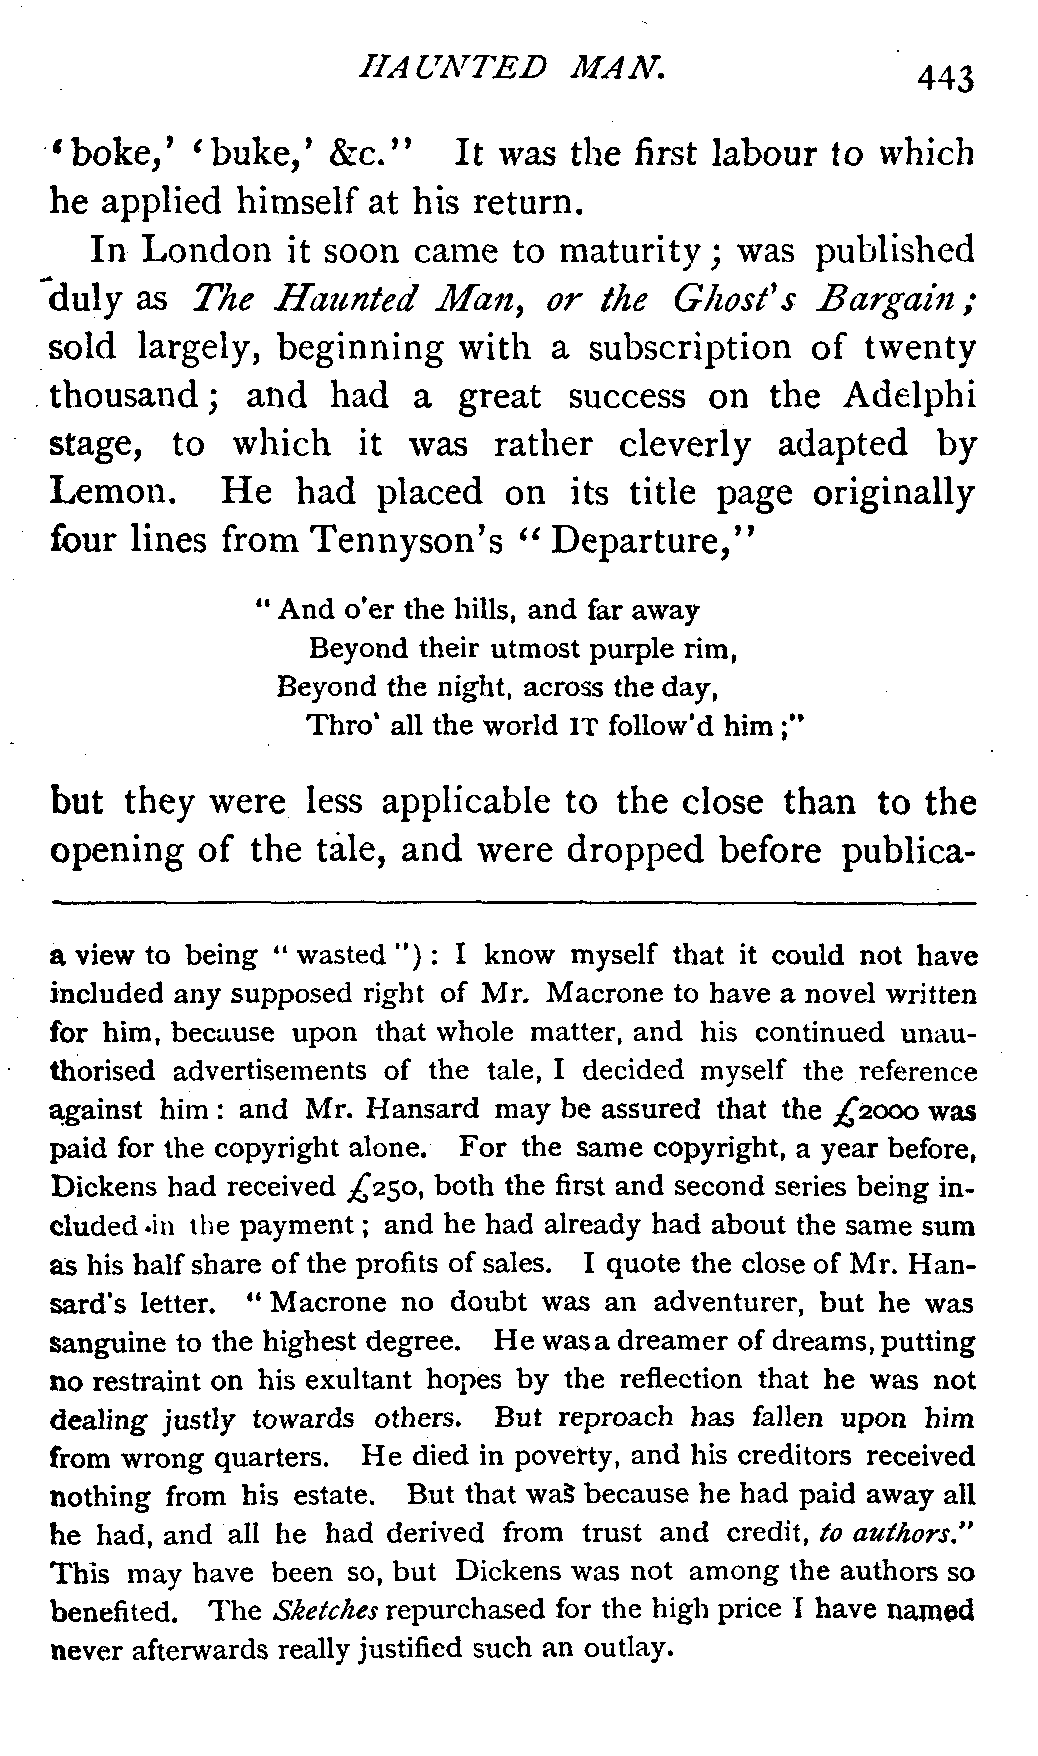 HAUNTED MAN. 443
'boke,' 'buke,' &c." It was the first labour to which
he applied himself at his return.
In London it soon came to maturity; was published
duly as The Haunted Man, or the Ghost's Bargain;
sold largely, beginning with a subscription of twenty
thousand; and had a great success on the Adelphi
stage, to which it was rather cleverly adapted by
Lemon. He had placed on its title page originally
four lines from Tennyson's "Departure,"
"And o'er the hills, and far away
Beyond their utmost purple rim,
Beyond the night, across the day,
Thro' all the world IT follow'd him;"
but they were less applicable to the close than to the
opening of the tale, and were dropped before publica-
a view to being "wasted"): I know myself that it could not have
included any supposed right of Mr. Macrone to have a novel written
for him, because upon that whole matter, and his continued unau-
thorised advertisements of the tale, I decided myself the reference
against him: and Mr. Hansard may be assured that the £2000 was
paid for the copyright alone. For the same copyright, a year before,
Dickens had received £250, both the first and second series being in-
cluded in the payment; and he had already had about the same sum
as his half share of the profits of sales. I quote the close of Mr. Han-
sard's letter. "Macrone no doubt was an adventurer, but he was
sanguine to the highest degree. He was a dreamer of dreams, putting
no restraint on his exultant hopes by the reflection that he was not
dealing justly towards others. But reproach has fallen upon him
from wrong quarters. He died in poverty, and his creditors received
nothing from his estate. But that was because he had paid away all
he had, and all he had derived from trust and credit, to authors."
This may have been so, but Dickens was not among the authors so
benefited. The Sketches repurchased for the high price I have named
never afterwards really justified such an outlay.